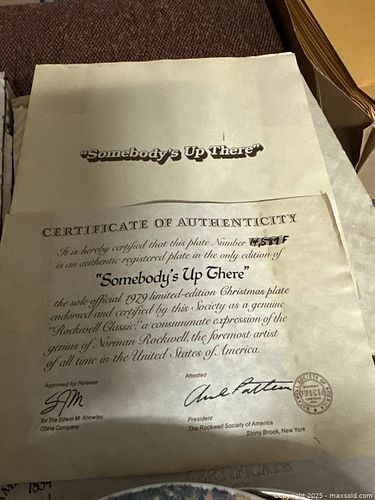 "Somebody's Up There"
CERTIFICATE OF AUTHENTICITY
It is hereby certified that this plate Number 14,589 F
is an authentic registered plate in the only edition of
"Somebody's Up There"
the sole official 1979 limited-edition Christmas plate
endorsed and certified by this Society as a genuine
"Rockwell Classic," a consummate expression of the
genius of Norman Rockwell, the foremost artist
of all time in the United States of America.
Approved for Release
for The Edwin M. Knowles
China Company
Attested
President
The Rockwell Society of America
Stony Brook, New York
CERTIFICATE
Copyright 2025 - maxsold.com